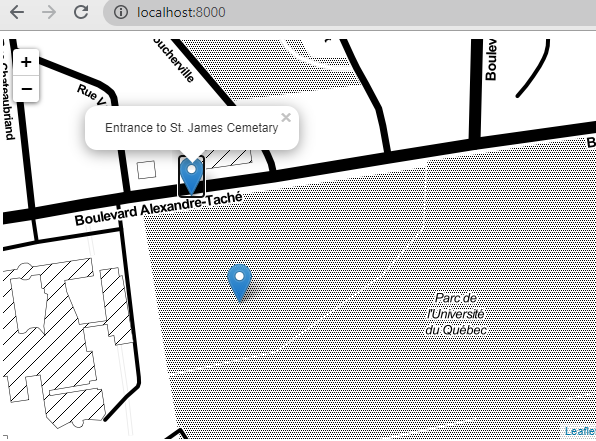 localhost:8000
+
−
Chateaubriand
Rue V
oucherville
Boulev
Entrance to St. James Cemetary
×
B
Boulevard Alexandre-Taché
Parc de
l'Université
du Québec
Leafle